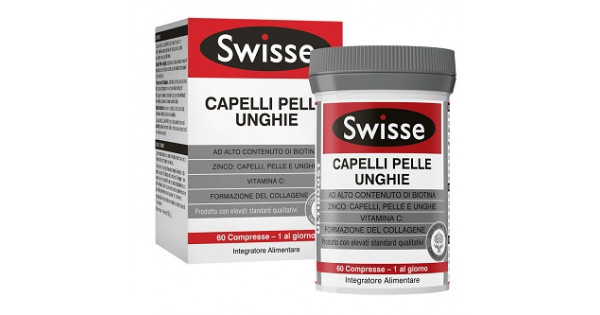 Swisse
CAPELLI PELLE
UNGHIE
AD ALTO CONTENUTO DI BIOTINA
ZINCO: CAPELLI, PELLE E UNGHIE
VITAMINA C:
FORMAZIONE DEL COLLAGENE
Prodotto con elevati standard qualitativi
60 Compresse – 1 al giorno
Integratore Alimentare
Swisse
CAPELLI PELLE
UNGHIE
AD ALTO CONTENUTO DI BIOTINA
ZINCO: CAPELLI, PELLE E UNGHIE
VITAMINA C:
FORMAZIONE DEL COLLAGENE
Prodotto con elevati standard qualitativi
60 Compresse – 1 al giorno
Integratore Alimentare